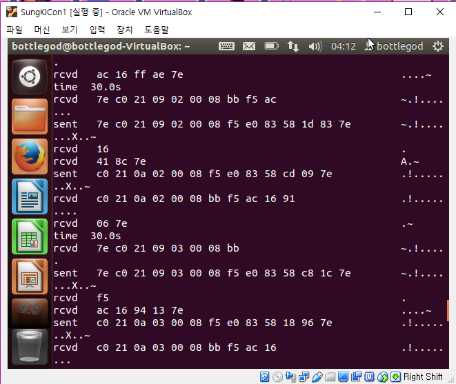 SungKiCon1 [실행 중] - Oracle VM VirtualBox
파일 머신 보기 입력 장치 도움말
bottlegod@bottlegod-VirtualBox: ~ 04:12 bottlegod
.
rcvd ac 16 ff ae 7e ....~
time 30.0s
rcvd 7e c0 21 09 02 00 08 bb f5 ac ~.!....
...
sent 7e c0 21 09 02 00 08 f5 e0 83 58 1d 83 7e ~.!....
...X..~
rcvd 16 .
rcvd 41 8c 7e A.~
sent c0 21 0a 02 00 08 f5 e0 83 58 cd 09 7e .!.....
..X..~
rcvd c0 21 0a 02 00 08 bb f5 ac 16 91 .!.....
....
rcvd 06 7e .~
time 30.0s
rcvd 7e c0 21 09 03 00 08 bb ~.!....
.
sent 7e c0 21 09 03 00 08 f5 e0 83 58 c8 1c 7e ~.!....
...X..~
rcvd f5 .
rcvd ac 16 94 13 7e ....~
sent c0 21 0a 03 00 08 f5 e0 83 58 18 96 7e .!.....
..X..~
rcvd c0 21 0a 03 00 08 bb f5 ac 16 .!.....
...
Right Shift